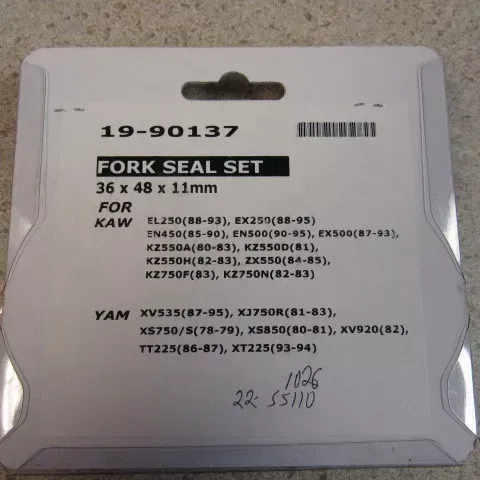 19-90137
FORK SEAL SET
36 x 48 x 11mm
FOR
KAW EL250(88-93), EX250(88-95)
EN450(85-90), EN500(90-95), EX500(87-93),
KZ550A(80-83), KZ550D(81),
KZ550H(82-83), ZX550(84-85),
KZ750F(83), KZ750N(82-83)
YAM XV535(87-95), XJ750R(81-83),
XS750/S(78-79), XS850(80-81), XV920(82),
TT225(86-87), XT225(93-94)
1026
22-55110